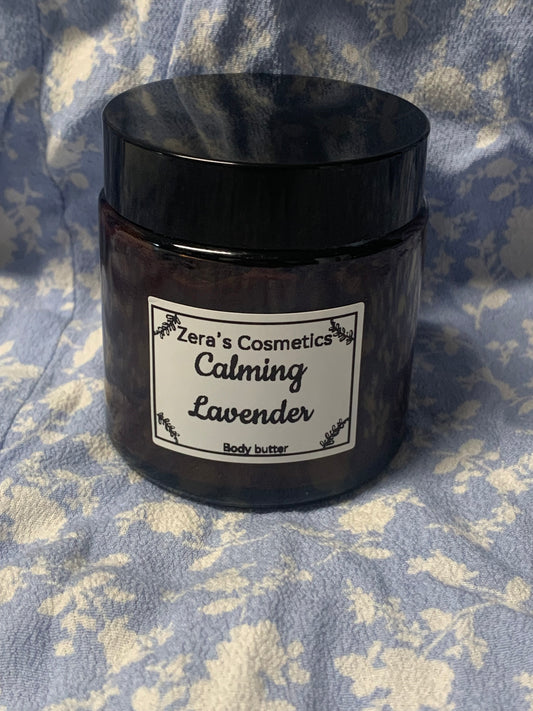 Zera's Cosmetics
Calming
Lavender
Body butter